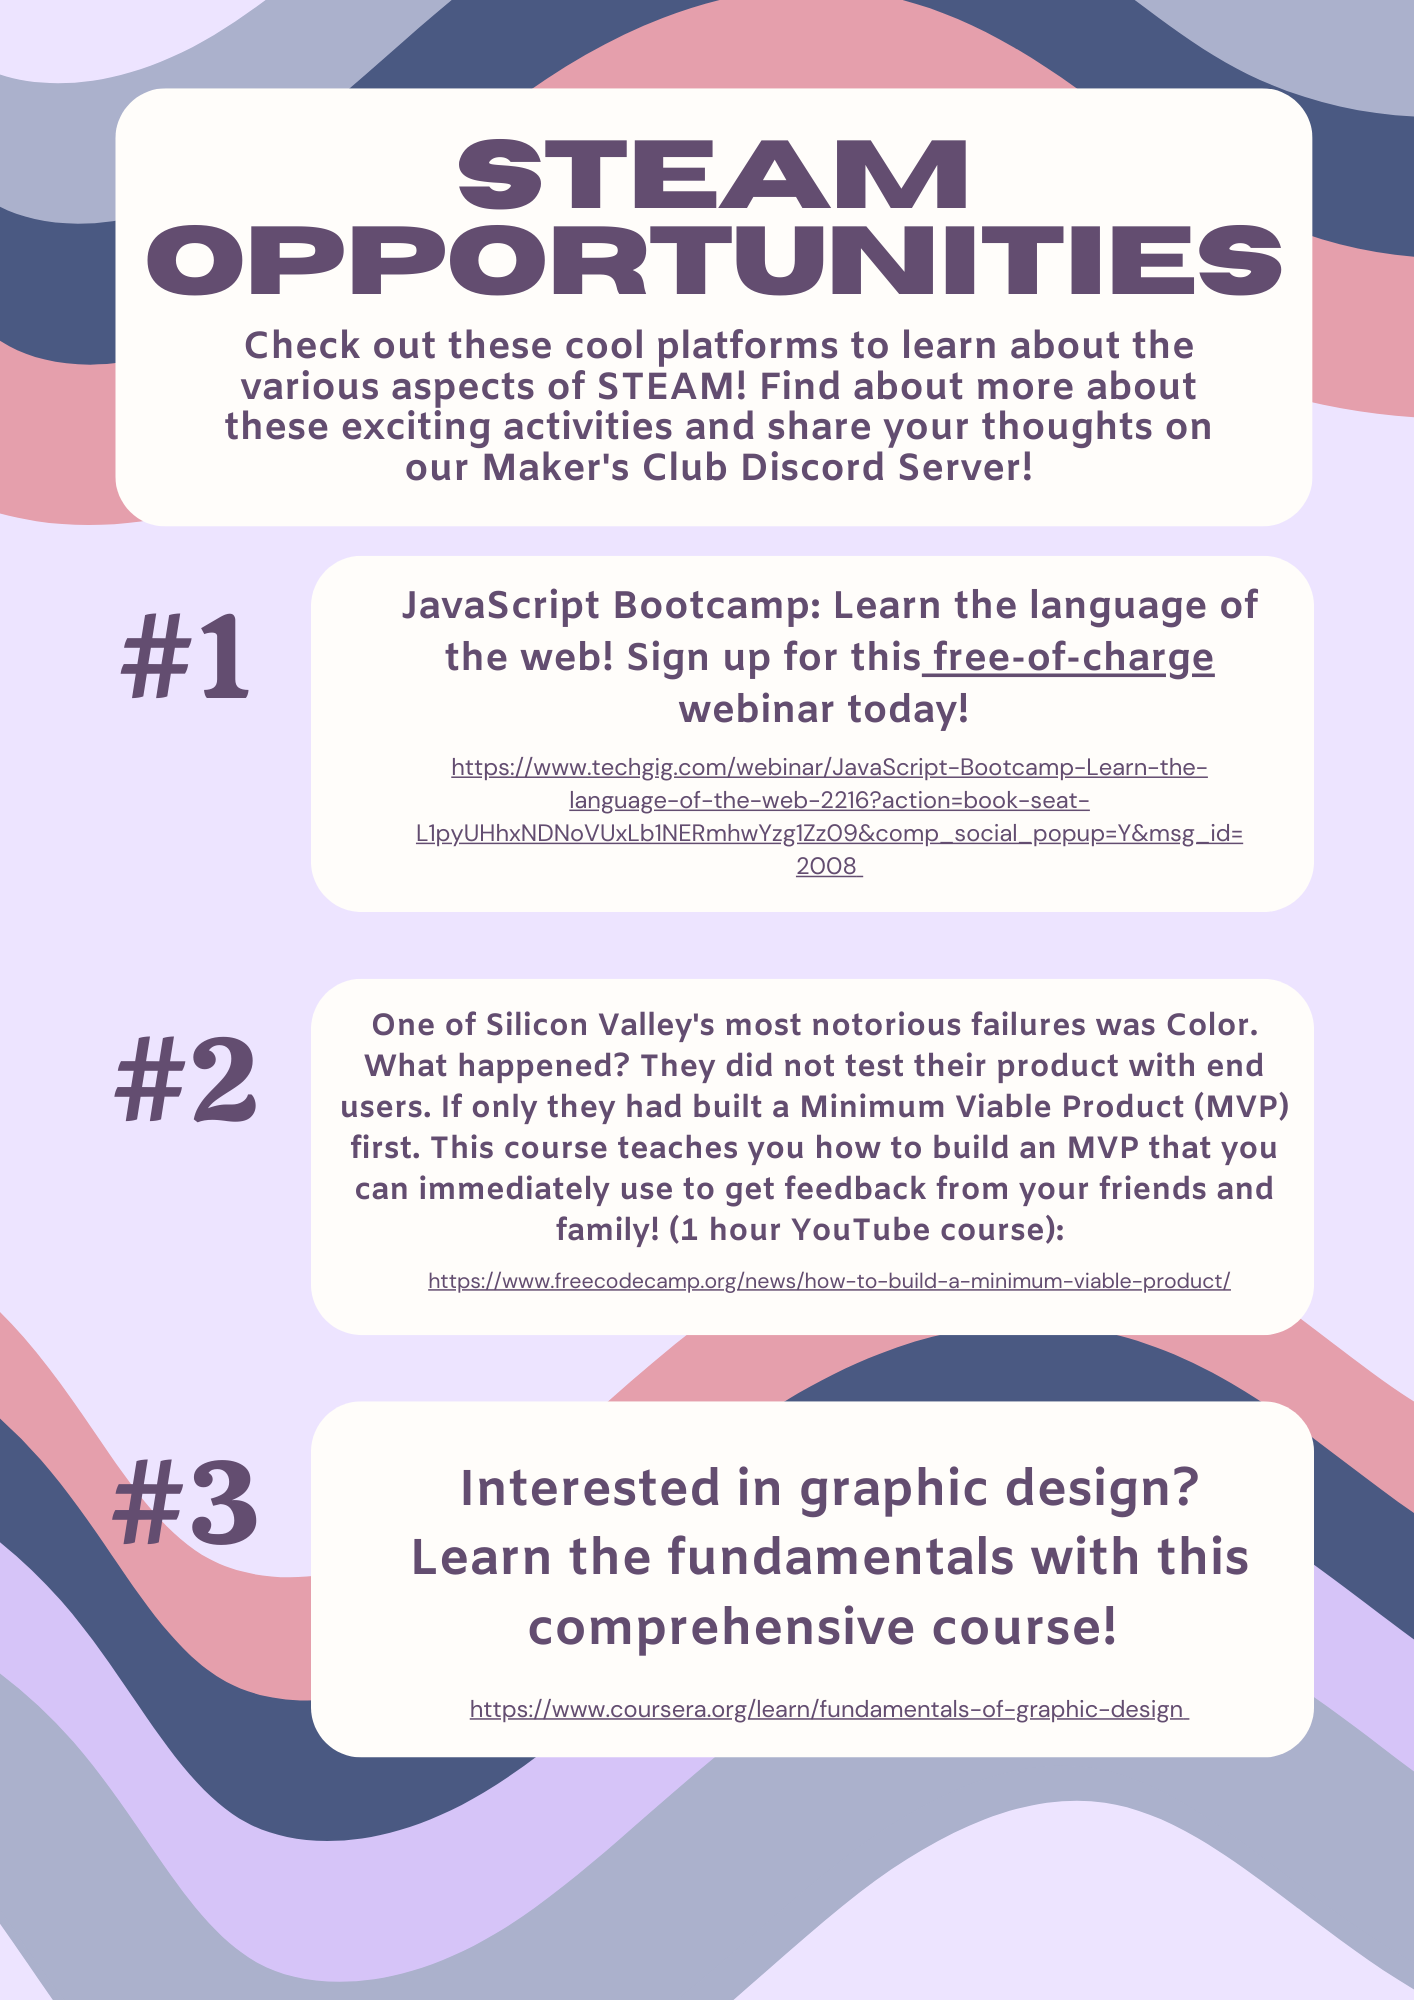 STEAM
OPPORTUNITIES
Check out these cool platforms to learn about the
various aspects of STEAM! Find about more about
these exciting activities and share your thoughts on
our Maker's Club Discord Server!
#1
JavaScript Bootcamp: Learn the language of
the web! Sign up for this free-of-charge
webinar today!
https://www.techgig.com/webinar/JavaScript-Bootcamp-Learn-the-
language-of-the-web-2216?action=book-seat-
L1pyUHhxNDNoVUxLb1NERmhwYzg1Zz09&comp_social_popup=Y&msg_id=
2008
#2
One of Silicon Valley's most notorious failures was Color.
What happened? They did not test their product with end
users. If only they had built a Minimum Viable Product (MVP)
first. This course teaches you how to build an MVP that you
can immediately use to get feedback from your friends and
family! (1 hour YouTube course):
https://www.freecodecamp.org/news/how-to-build-a-minimum-viable-product/
#3
Interested in graphic design?
Learn the fundamentals with this
comprehensive course!
https://www.coursera.org/learn/fundamentals-of-graphic-design